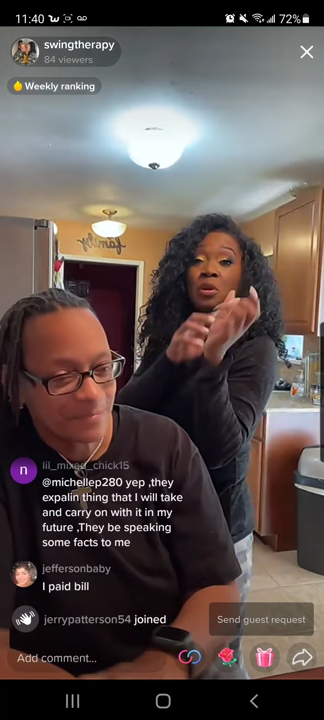 11:40
72%
swingtherapy
84 viewers
Weekly ranking
family
lil_mixed_chick15
@michellep280 yep ,they
expalin thing that I will take
and carry on with it in my
future ,They be speaking
some facts to me
n
jeffersonbaby
I paid bill
jerrypatterson54 joined
Send guest request
Add comment...